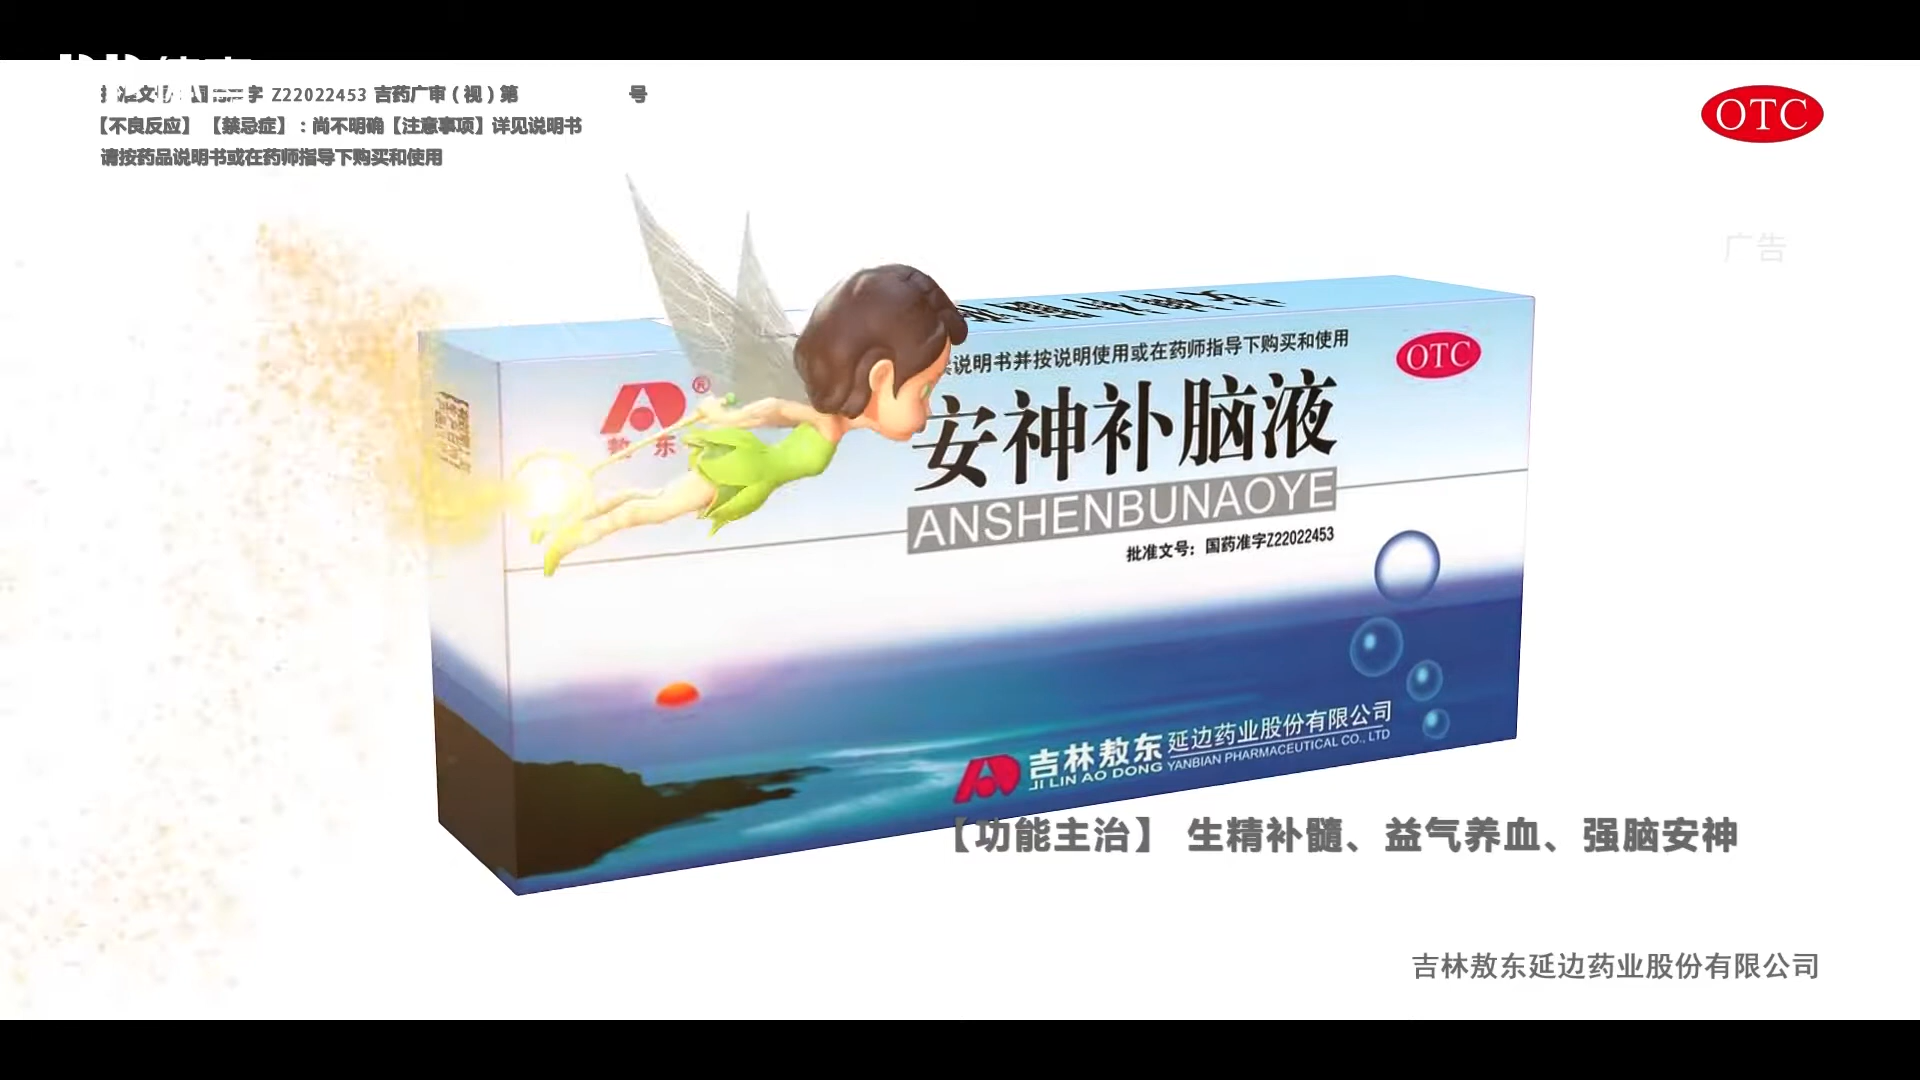 Z22022453 吉药广审（视）第 号
【不良反应】【禁忌症】：尚不明确【注意事项】详见说明书
请按药品说明书或在药师指导下购买和使用
OTC
广告
说明书并按说明使用或在药师指导下购买和使用
OTC
敖东®
安神补脑液
ANSHENBUNAOYE
批准文号：国药准字Z22022453
吉林敖东 延边药业股份有限公司
JI LIN AO DONG YANBIAN PHARMACEUTICAL CO., LTD
【功能主治】 生精补髓、益气养血、强脑安神
吉林敖东延边药业股份有限公司